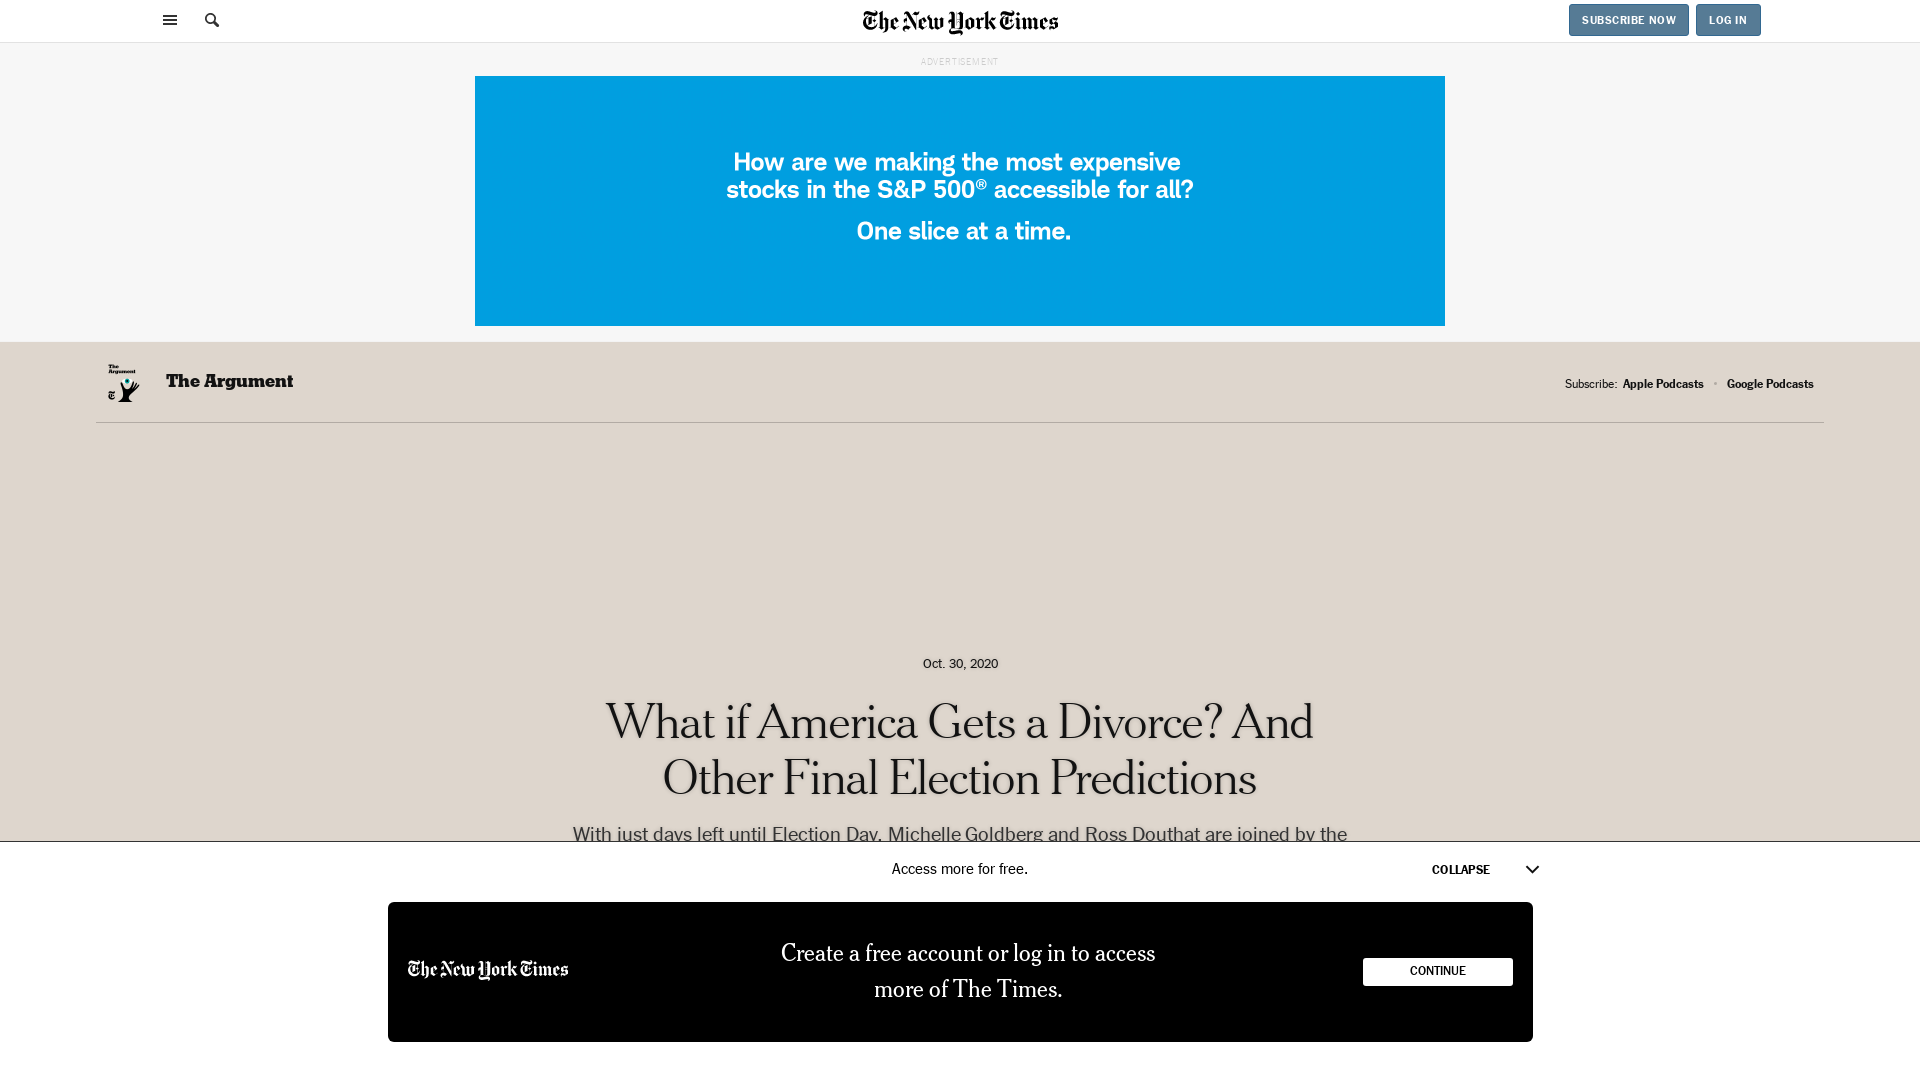 The New York Times
SUBSCRIBE NOW
LOG IN
ADVERTISEMENT
How are we making the most expensive
stocks in the S&P 500® accessible for all?
One slice at a time.
The
Argument
T
The Argument
Subscribe: Apple Podcasts • Google Podcasts
Oct. 30, 2020
What if America Gets a Divorce? And
Other Final Election Predictions
With just days left until Election Day, Michelle Goldberg and Ross Douthat are joined by the
Access more for free.
COLLAPSE
The New York Times
Create a free account or log in to access
more of The Times.
CONTINUE